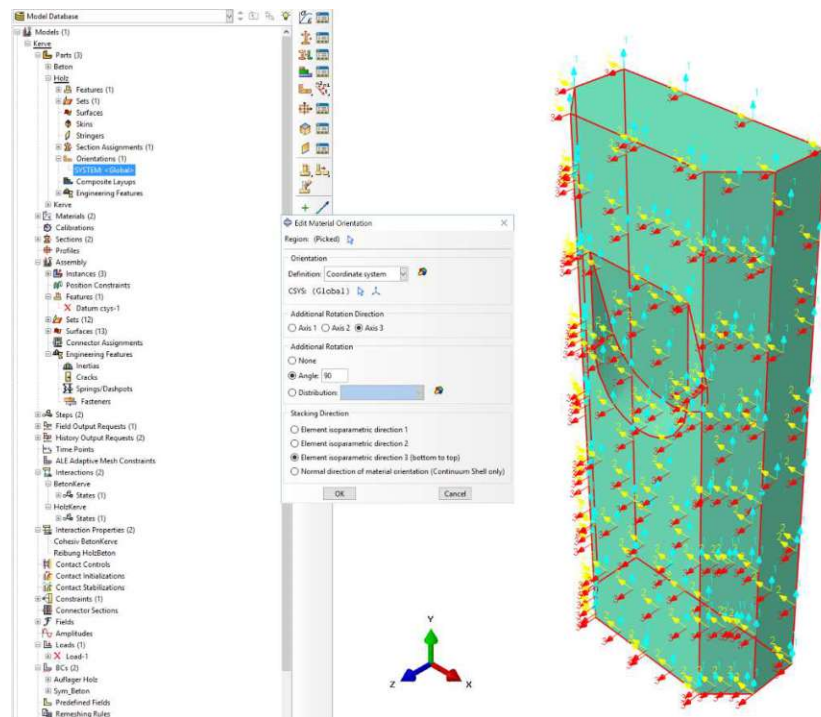 Model Database
Models (1)
Kerve
Parts (3)
Beton
Holz
Features (1)
Sets (1)
Surfaces
Skins
Stringers
Section Assignments (1)
Orientations (1)
SYSTEM: <Global>
Composite Layups
Engineering Features
Kerve
Materials (2)
Calibrations
Sections (2)
Profiles
Assembly
Instances (3)
Position Constraints
Features (1)
Datum csys-1
Sets (12)
Surfaces (13)
Connector Assignments
Engineering Features
Inertias
Cracks
Springs/Dashpots
Fasteners
Steps (2)
Field Output Requests (1)
History Output Requests (2)
Time Points
ALE Adaptive Mesh Constraints
Interactions (2)
BetonKerve
States (1)
HolzKerve
States (1)
Interaction Properties (2)
Cohesiv BetonKerve
Reibung HolzBeton
Contact Controls
Contact Initializations
Contact Stabilizations
Constraints (1)
Connector Sections
Fields
Amplitudes
Loads (1)
Load-1
BCs (2)
Auflager Holz
Sym_Beton
Predefined Fields
Remeshing Rules
Edit Material Orientation
Region: (Picked)
Orientation
Definition: Coordinate system
CSYS: (Global)
Additional Rotation Direction
Axis 1 Axis 2 Axis 3
Additional Rotation
None
Angle: 90
Distribution:
Stacking Direction
Element isoparametric direction 1
Element isoparametric direction 2
Element isoparametric direction 3 (bottom to top)
Normal direction of material orientation (Continuum Shell only)
OK Cancel
Y
Z X